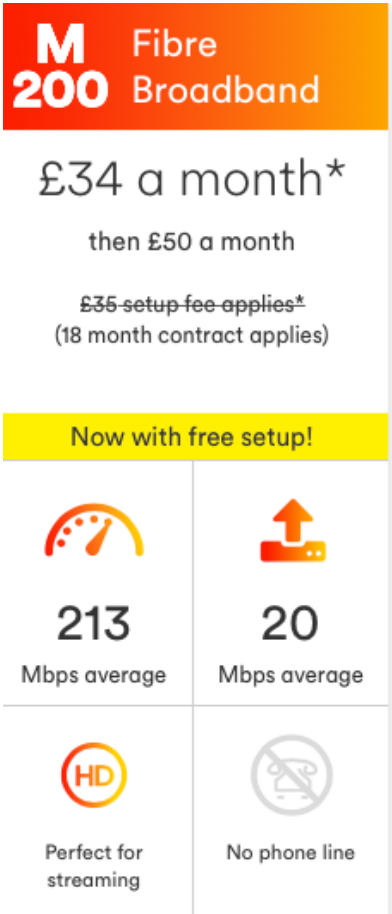 M
200
Fibre
Broadband
£34 a month*
then £50 a month
£35 setup fee applies*
(18 month contract applies)
Now with free setup!
213
Mbps average
20
Mbps average
HD
Perfect for
streaming
No phone line